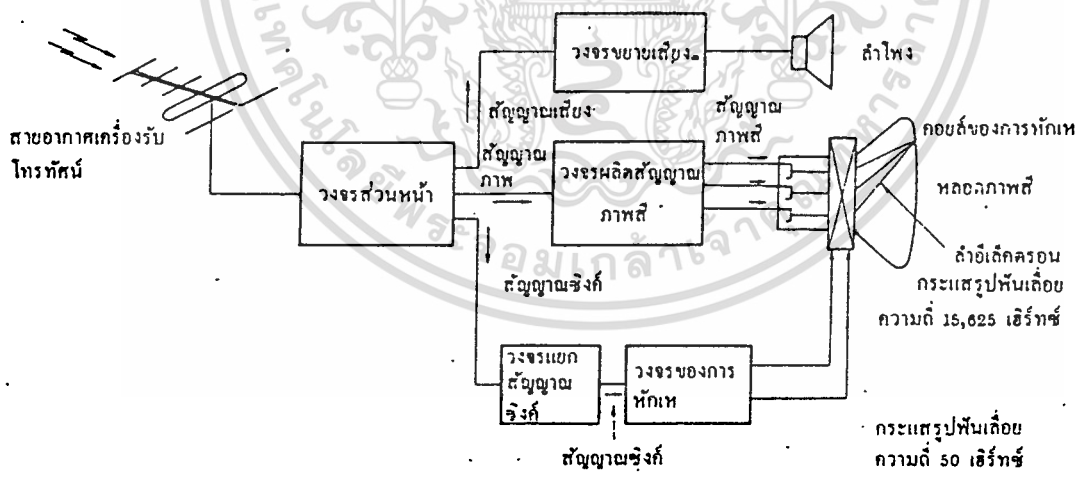 วงจรขยายเสียง
ลำโพง
สัญญาณเสียง
สัญญาณ
ภาพสี
สายอากาศเครื่องรับ
โทรทัศน์
คอยล์ของการหักเห
สัญญาณ
ภาพ
วงจรส่วนหน้า
วงจรผลิตสัญญาณ
ภาพสี
หลอดภาพสี
ลำอีเล็คตรอน
กระแสรูปฟันเลื่อย
ความถี่ 15,625 เฮิร์ทซ์
สัญญาณซิงค์
วงจรแยก
สัญญาณ
ซิงค์
วงจรของการ
หักเห
สัญญาณซิงค์
กระแสรูปฟันเลื่อย
ความถี่ 50 เฮิร์ทซ์